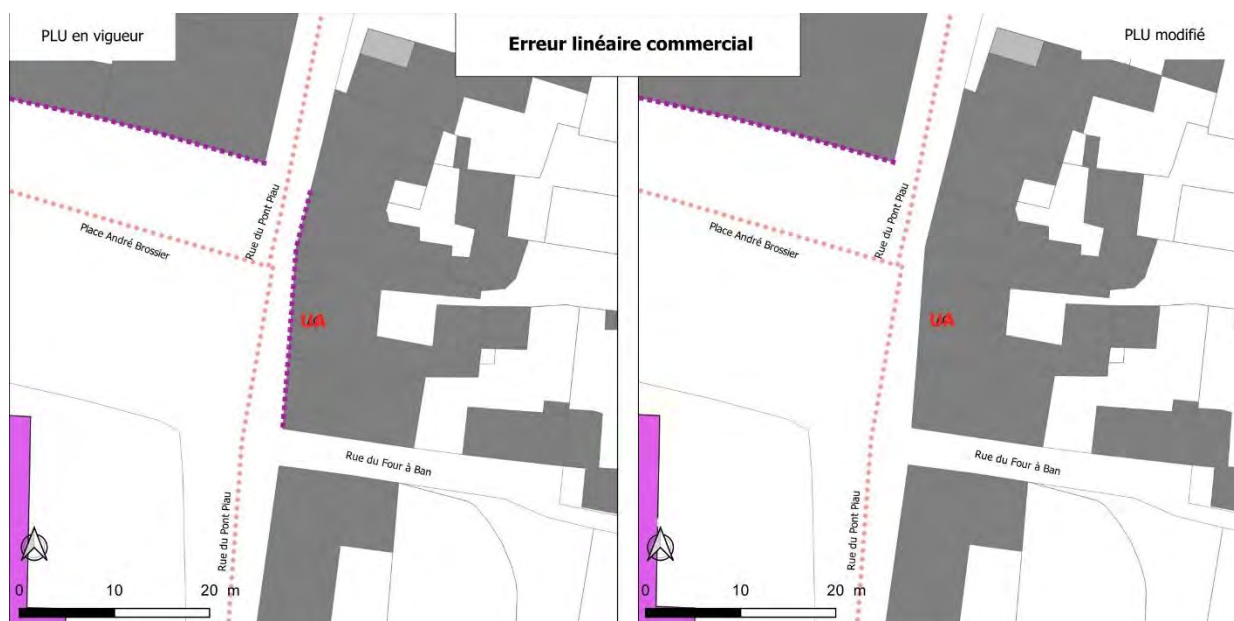 PLU en vigueur
Erreur linéaire commercial
PLU modifié
Rue du Pont Piau
Place André Brossier
UA
Rue du Four à Ban
Rue du Pont Piau
0 10 20 m
Rue du Pont Piau
Place André Brossier
UA
Rue du Four à Ban
Rue du Pont Piau
0 10 20 m